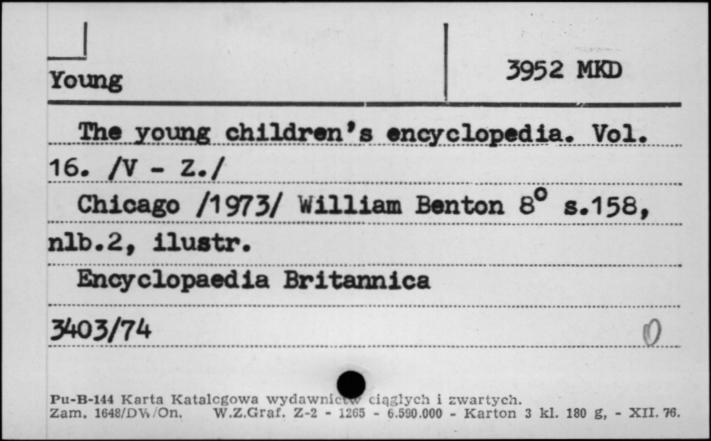 Young
3952 MKD
The young children's encyclopedia. Vol.
16. /V - Z./
Chicago /1973/ William Benton 8° s.158,
nlb.2, ilustr.
Encyclopaedia Britannica
3403/74
Pu-B-144 Karta Katalogowa wydawnictw ciągłych i zwartych.
Zam. 1648/DW/On. W.Z.Graf. Z-2 - 1265 - 6.590.000 - Karton 3 kl. 180 g, - XII. 76.